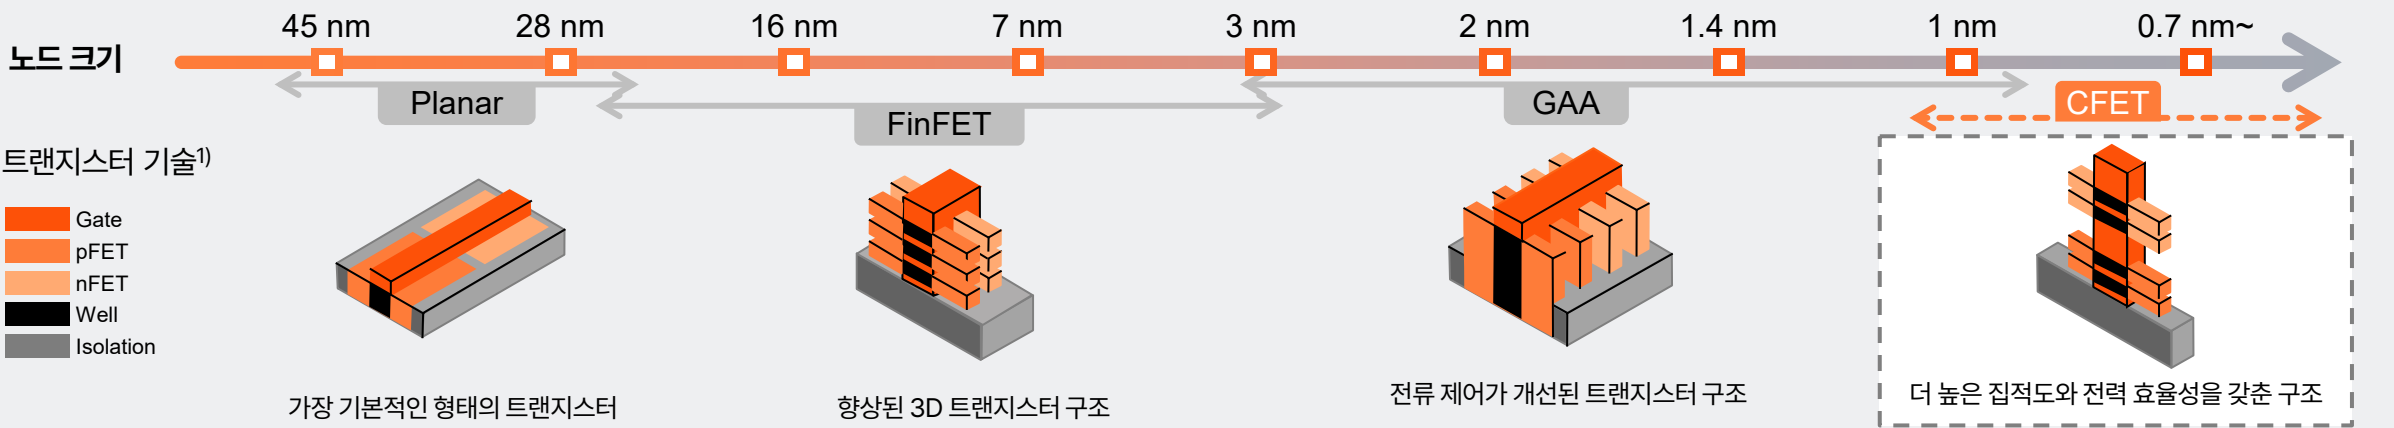 45 nm 28 nm 16 nm 7 nm 3 nm 2 nm 1.4 nm 1 nm 0.7 nm~
노드 크기
Planar FinFET GAA CFET
트랜지스터 기술1)
Gate
pFET
nFET
Well
Isolation
가장 기본적인 형태의 트랜지스터
향상된 3D 트랜지스터 구조
전류 제어가 개선된 트랜지스터 구조
더 높은 집적도와 전력 효율성을 갖춘 구조